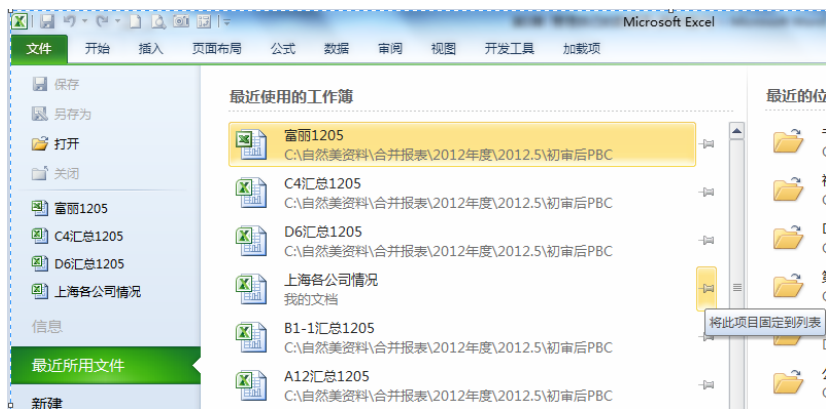 Microsoft Excel
文件 开始 插入 页面布局 公式 数据 审阅 视图 开发工具 加载项
保存
另存为
打开
关闭
富丽1205
C4汇总1205
D6汇总1205
上海各公司情况
信息
最近所用文件
新建
最近使用的工作簿
富丽1205
C:\自然美资料\合并报表\2012年度\2012.5\初审后PBC
C4汇总1205
C:\自然美资料\合并报表\2012年度\2012.5\初审后PBC
D6汇总1205
C:\自然美资料\合并报表\2012年度\2012.5\初审后PBC
上海各公司情况
我的文档
B1-1汇总1205
C:\自然美资料\合并报表\2012年度\2012.5\初审后PBC
A12汇总1205
C:\自然美资料\合并报表\2012年度\2012.5\初审后PBC
将此项目固定到列表
最近的位